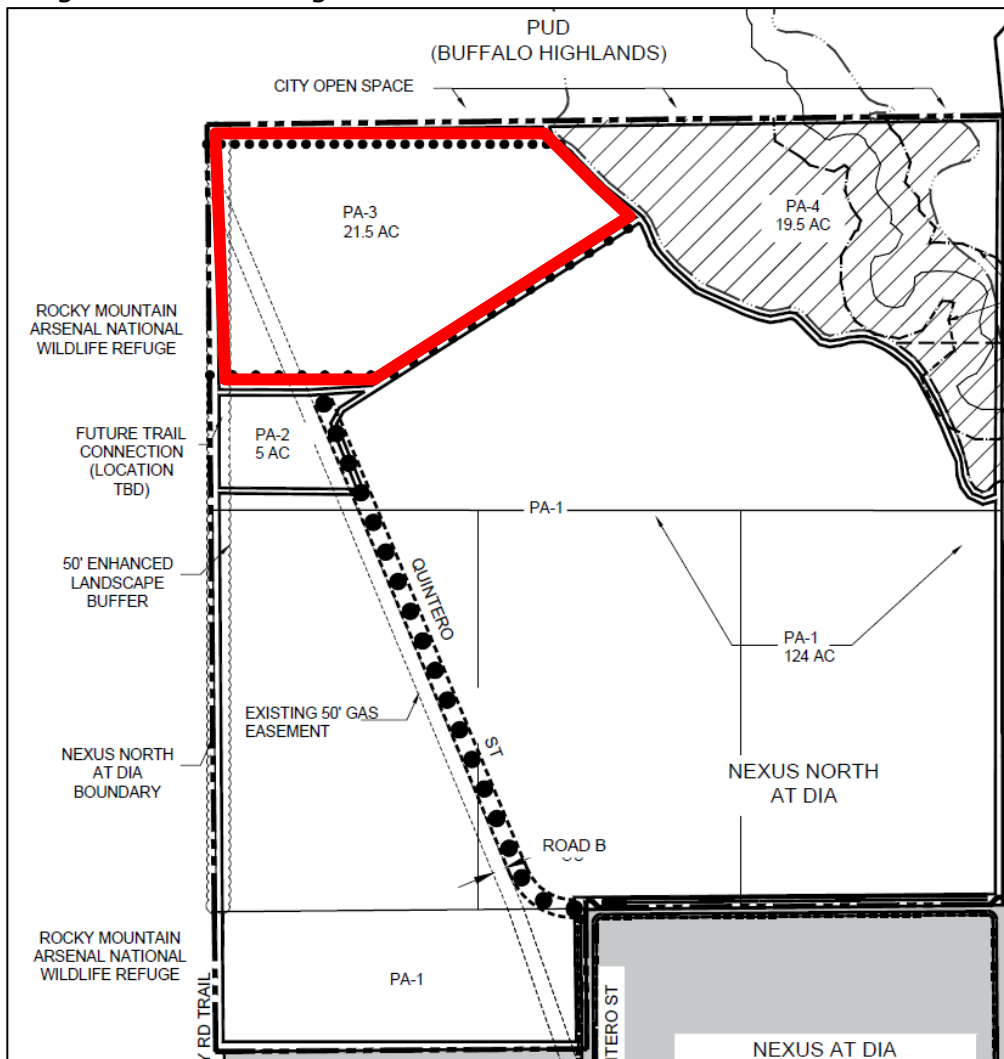 PUD
(BUFFALO HIGHLANDS)
CITY OPEN SPACE
PA-3
21.5 AC
PA-4
19.5 AC
ROCKY MOUNTAIN
ARSENAL NATIONAL
WILDLIFE REFUGE
FUTURE TRAIL
CONNECTION
(LOCATION
TBD)
PA-2
5 AC
PA-1
50' ENHANCED
LANDSCAPE
BUFFER
QUINTERO
ST
PA-1
124 AC
EXISTING 50' GAS
EASEMENT
NEXUS NORTH
AT DIA
BOUNDARY
NEXUS NORTH
AT DIA
ROAD B
ROCKY MOUNTAIN
ARSENAL NATIONAL
WILDLIFE REFUGE
PA-1
Y RD TRAIL
TERO ST
NEXUS AT DIA